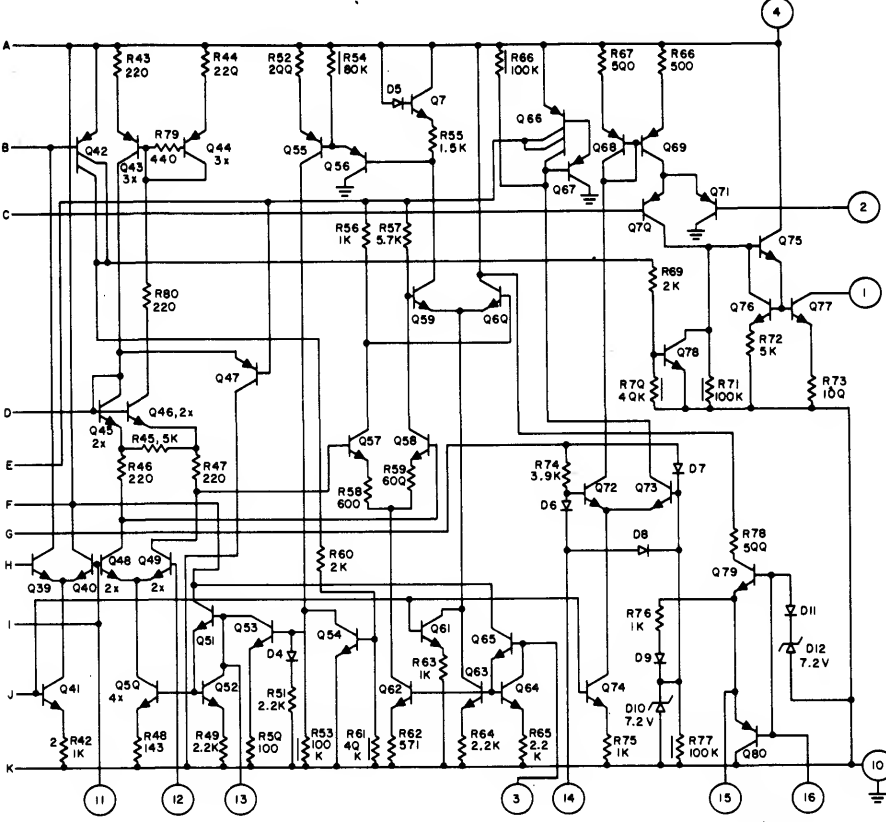 4
A
R43
220
R44
22Q
R52
2QQ
R54
80K
D5
Q7
R55
1.5K
R66
100K
Q66
R67
5QO
R66
500
B
Q42
R79
440
Q43
3x
Q44
3x
Q55
Q56
Q67
Q68
Q69
C
Q7Q
Q71
2
R56
1K
R57
5.7K
Q75
R69
2K
R80
220
Q59
Q6Q
Q76
Q77
1
R72
5K
Q47
Q78
R7Q
4QK
R71
100K
R73
10Q
D
Q45
2x
Q46,2x
R45,5K
Q57
Q58
E
R46
220
R47
220
R58
600
R59
60Q
R74
3.9K
D7
D6
Q72
Q73
F
G
D8
R78
5QQ
H
Q39
Q40
Q48
2x
Q49
2x
R60
2K
Q79
I
Q51
Q53
Q54
Q61
Q65
R76
1K
D11
D4
R63
1K
D9
D12
7.2V
J
Q41
Q5Q
4x
Q52
R51
2.2K
Q62
Q63
Q64
Q74
D10
7.2V
2
R42
1K
R48
143
R49
2.2K
R5Q
100
R53
100
K
R61
4Q
K
R62
571
R64
2.2K
R65
2.2
K
R75
1K
R77
100K
Q80
K
10
11
12
13
3
14
15
16